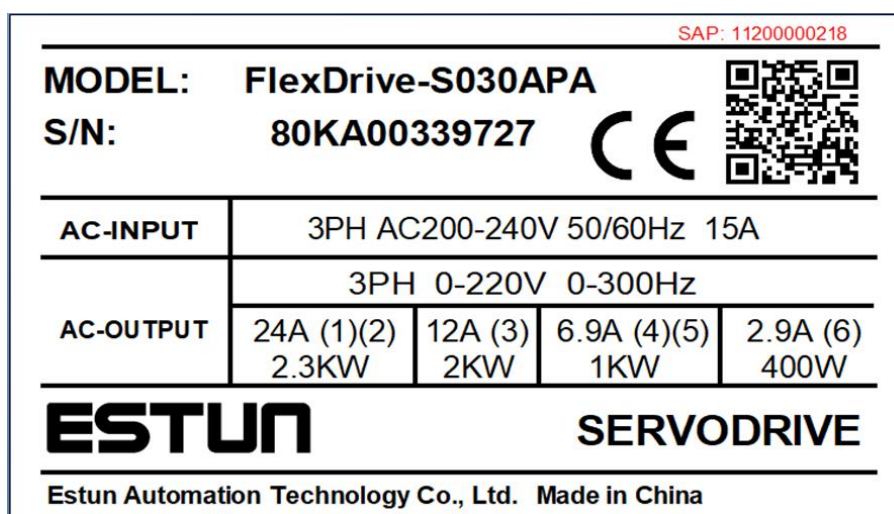 SAP: 11200000218
MODEL: FlexDrive-S030APA
S/N: 80KA00339727
CE
AC-INPUT 3PH AC200-240V 50/60Hz 15A
AC-OUTPUT 3PH 0-220V 0-300Hz
24A (1)(2) 12A (3) 6.9A (4)(5) 2.9A (6)
2.3KW 2KW 1KW 400W
ESTUN SERVODRIVE
Estun Automation Technology Co., Ltd. Made in China